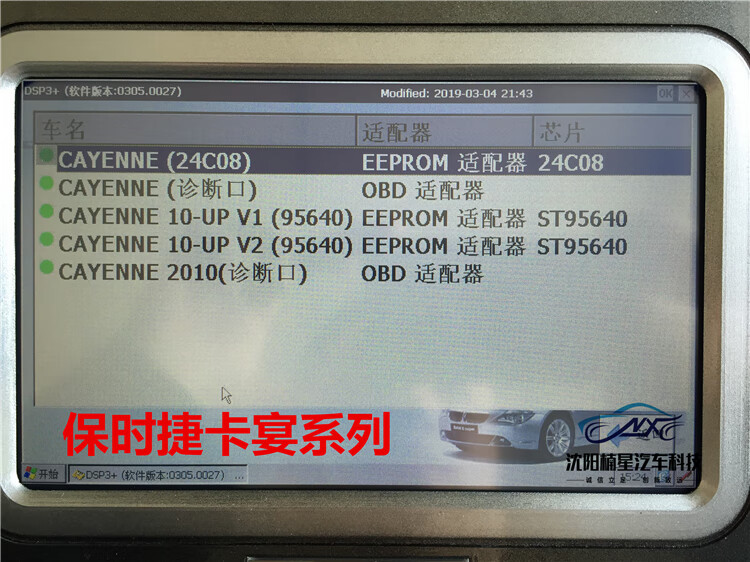 DSP3+ (软件版本:0305.0027) Modified: 2019-03-04 21:43 OK ×
车名 适配器 芯片
CAYENNE (24C08) EEPROM 适配器 24C08
CAYENNE (诊断口) OBD 适配器
CAYENNE 10-UP V1 (95640) EEPROM 适配器 ST95640
CAYENNE 10-UP V2 (95640) EEPROM 适配器 ST95640
CAYENNE 2010(诊断口) OBD 适配器
保时捷卡宴系列
NX
沈阳楠星汽车科技
开始 DSP3+ (软件版本:0305.0027) ... 15:24